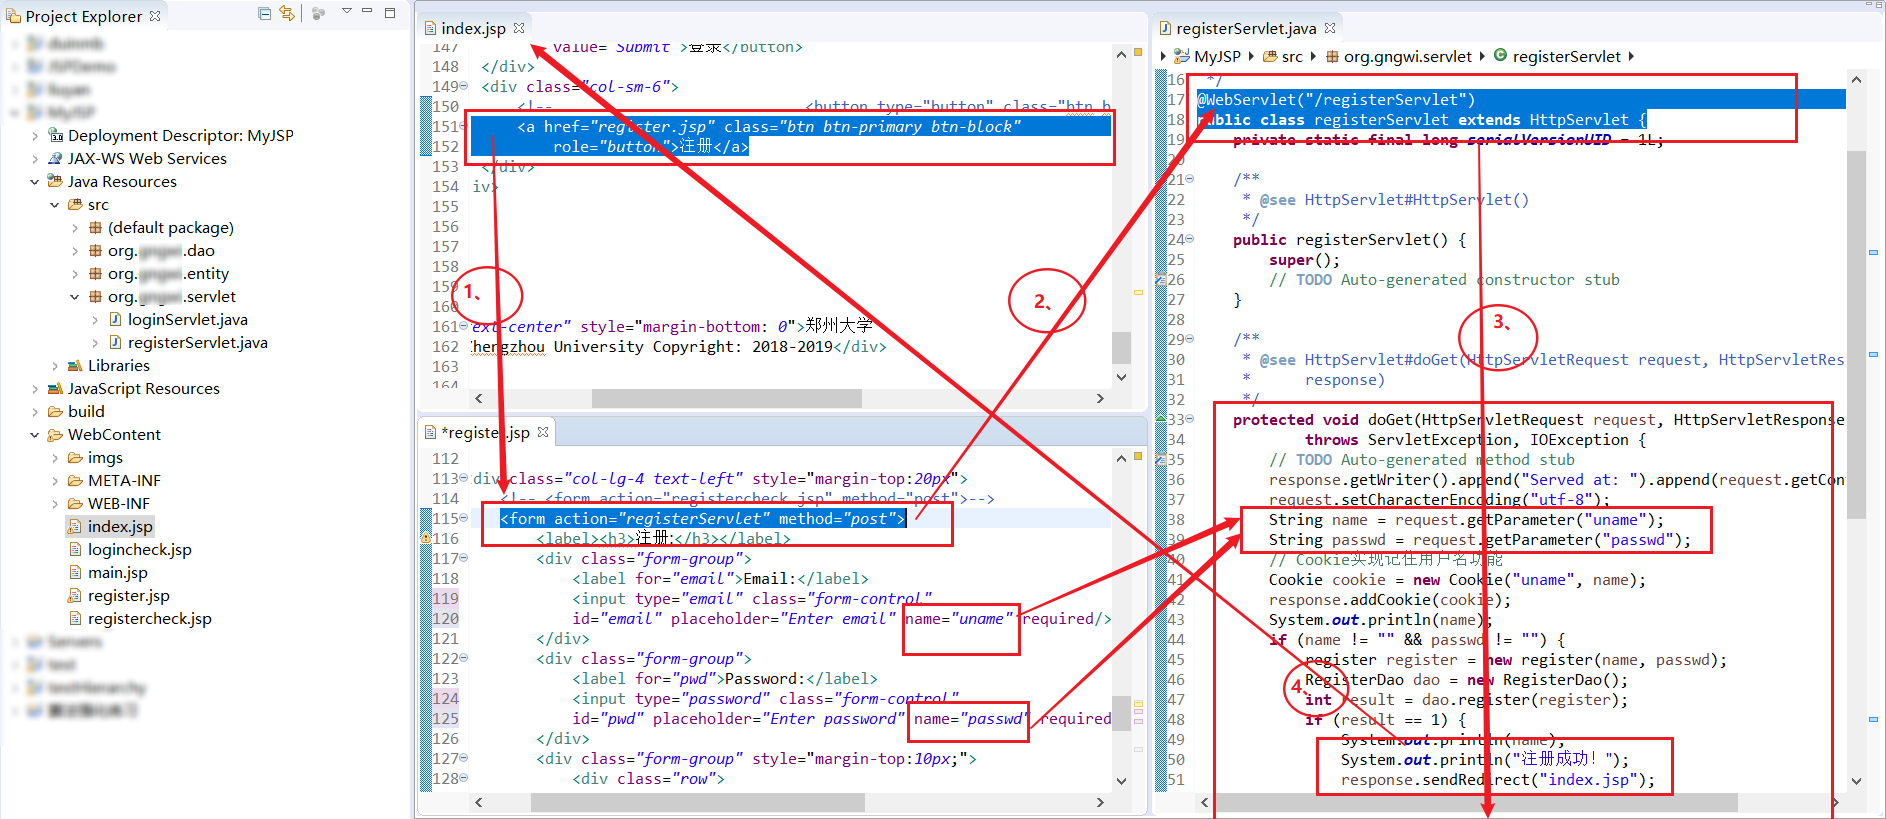 Project Explorer
JSPDemo
MyJSP
Deployment Descriptor: MyJSP
JAX-WS Web Services
Java Resources
src
(default package)
org. .dao
org. .entity
org. .servlet
loginServlet.java
registerServlet.java
Libraries
JavaScript Resources
build
WebContent
imgs
META-INF
WEB-INF
index.jsp
logincheck.jsp
main.jsp
register.jsp
registercheck.jsp
Servers
test
testHierarchy
index.jsp
147 value="Submit">登录</button>
148 </div>
149 <div class="col-sm-6">
150 <!-- <button type="button" class="btn b
151 <a href="register.jsp" class="btn btn-primary btn-block"
152 role="button">注册</a>
153 </div>
154 iv>
155
156
157
158
159
160
161 ext-center" style="margin-bottom: 0">郑州大学
162 Zhengzhou University Copyright: 2018-2019</div>
163
164
1、
2、
*register.jsp
112
113 div class="col-lg-4 text-left" style="margin-top:20px">
114 <!-- <form action="registercheck.jsp" method="post">-->
115 <form action="registerServlet" method="post">
116 <label><h3>注册:</h3></label>
117 <div class="form-group">
118 <label for="email">Email:</label>
119 <input type="email" class="form-control"
120 id="email" placeholder="Enter email" name="uname" required/>
121 </div>
122 <div class="form-group">
123 <label for="pwd">Password:</label>
124 <input type="password" class="form-control"
125 id="pwd" placeholder="Enter password" name="passwd" required
126 </div>
127 <div class="form-group" style="margin-top:10px;">
128 <div class="row">
registerServlet.java
MyJSP src org.gngwi.servlet registerServlet
16 */
17 @WebServlet("/registerServlet")
18 public class registerServlet extends HttpServlet {
19 private static final long serialVersionUID = 1L;
20
21 /**
22 * @see HttpServlet#HttpServlet()
23 */
24 public registerServlet() {
25 super();
26 // TODO Auto-generated constructor stub
27 }
28
29 /**
30 * @see HttpServlet#doGet(HttpServletRequest request, HttpServletRes
31 * response)
32 */
33 protected void doGet(HttpServletRequest request, HttpServletResponse
34 throws ServletException, IOException {
35 // TODO Auto-generated method stub
36 response.getWriter().append("Served at: ").append(request.getCon
37 request.setCharacterEncoding("utf-8");
38 String name = request.getParameter("uname");
39 String passwd = request.getParameter("passwd");
40 // Cookie实现记住用户名功能
41 Cookie cookie = new Cookie("uname", name);
42 response.addCookie(cookie);
43 System.out.println(name);
44 if (name != "" && passwd != "") {
45 register register = new register(name, passwd);
46 RegisterDao dao = new RegisterDao();
47 int result = dao.register(register);
48 if (result == 1) {
49 System.out.println(name);
50 System.out.println("注册成功！");
51 response.sendRedirect("index.jsp");
3、
4、